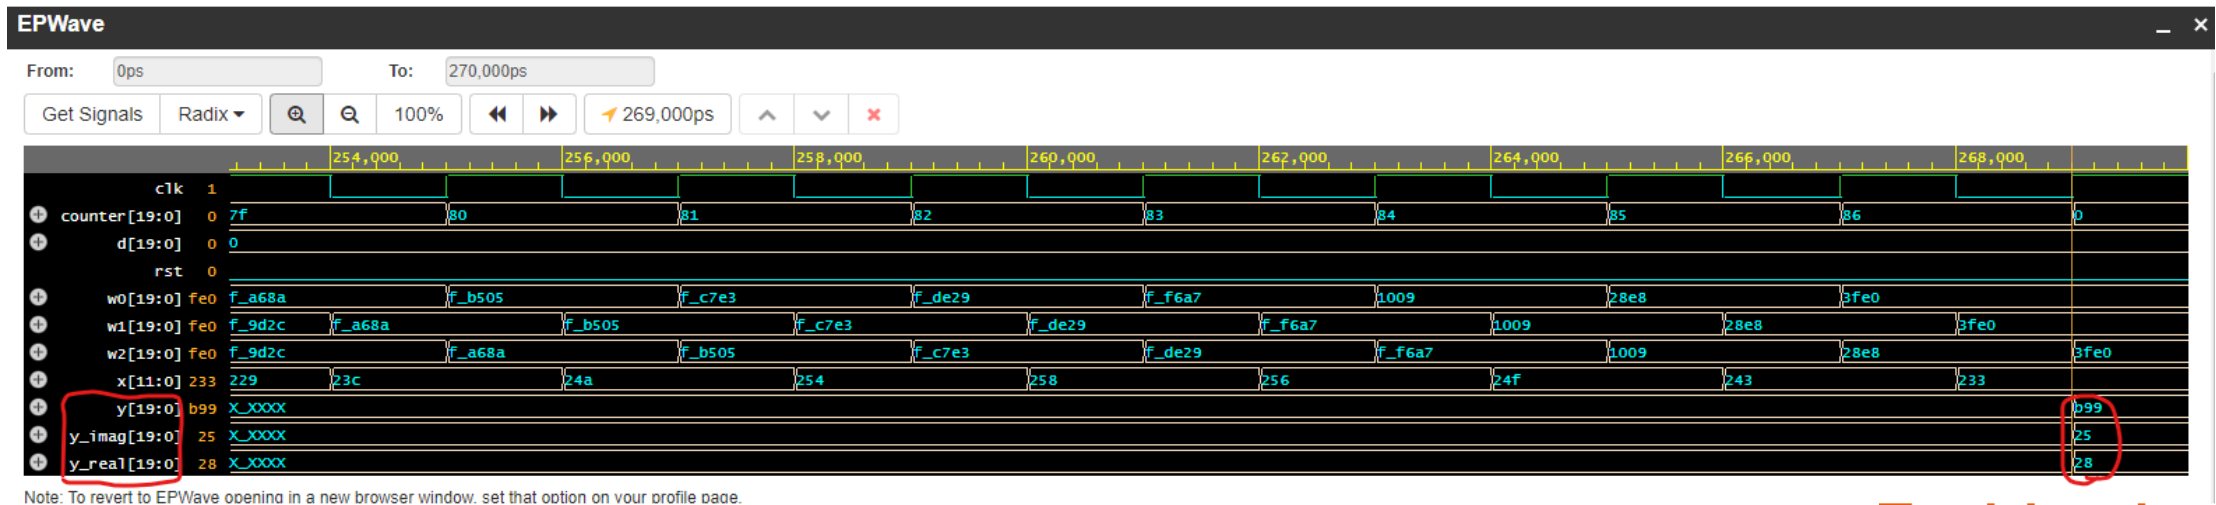 EPWave
From: 0ps To: 270,000ps
Get Signals Radix 100% 269,000ps
254,000 256,000 258,000 260,000 262,000 264,000 266,000 268,000
clk 1
counter[19:0] 0 7f 80 81 82 83 84 85 86 0
d[19:0] 0 0
rst 0
w0[19:0] fe0 f_a68a f_b505 f_c7e3 f_de29 f_f6a7 1009 28e8 3fe0
w1[19:0] fe0 f_9d2c f_a68a f_b505 f_c7e3 f_de29 f_f6a7 1009 28e8 3fe0
w2[19:0] fe0 f_9d2c f_a68a f_b505 f_c7e3 f_de29 f_f6a7 1009 28e8 3fe0
x[11:0] 233 229 23c 24a 254 258 256 24f 243 233
y[19:0] b99 X_XXXX b99
y_imag[19:0] 25 X_XXXX 25
y_real[19:0] 28 X_XXXX 28
Note: To revert to EPWave opening in a new browser window, set that option on your profile page.